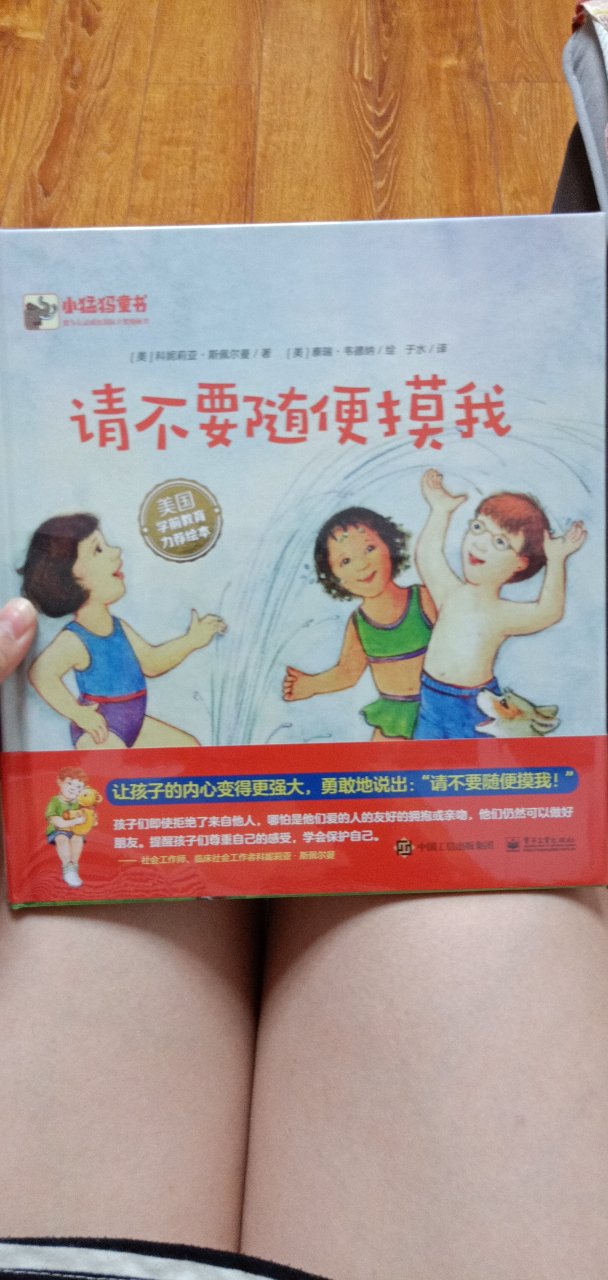 小猛犸童书
[美]科妮莉亚·斯佩尔曼/著 [美]泰瑞·韦德纳/绘 于水/译
请不要随便摸我
美国
学前教育
力荐绘本
让孩子的内心变得更强大，勇敢地说出：“请不要随便摸我！”
孩子们即使拒绝了来自他人，哪怕是他们爱的人的友好的拥抱或亲吻，他们仍然可以做好
朋友。提醒孩子们尊重自己的感受，学会保护自己。
——社会工作师、临床社会工作者科妮莉亚·斯佩尔曼
中国工信出版集团
电子工业出版社